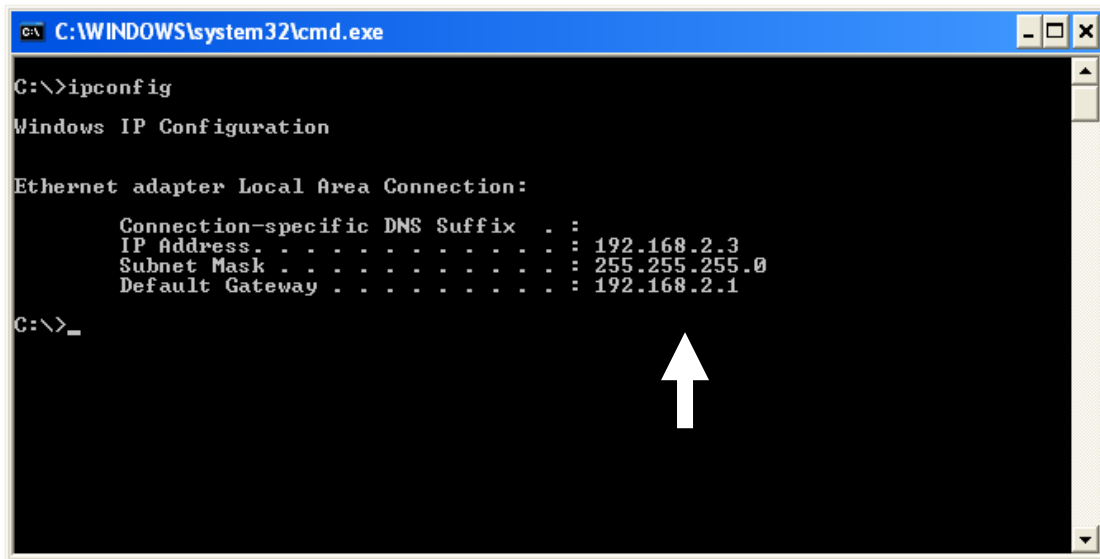 C:\WINDOWS\system32\cmd.exe
C:\>ipconfig
Windows IP Configuration
Ethernet adapter Local Area Connection:
Connection-specific DNS Suffix  . :
IP Address. . . . . . . . . . . . : 192.168.2.3
Subnet Mask . . . . . . . . . . . : 255.255.255.0
Default Gateway . . . . . . . . . : 192.168.2.1
C:\>_